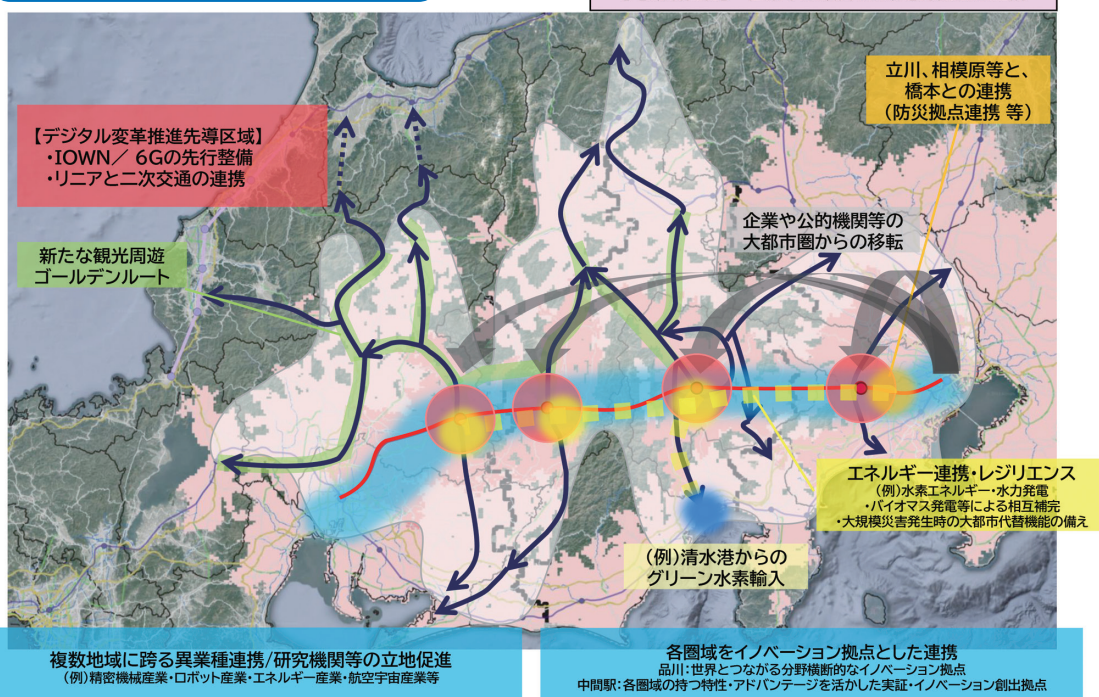 立川、相模原等と、
橋本との連携
(防災拠点連携 等)
【デジタル変革推進先導区域】
・IOWN／ 6Gの先行整備
・リニアと二次交通の連携
企業や公的機関等の
大都市圏からの移転
新たな観光周遊
ゴールデンルート
エネルギー連携・レジリエンス
(例)水素エネルギー・水力発電
・バイオマス発電等による相互補完
・大規模災害発生時の大都市代替機能の備え
(例)清水港からの
グリーン水素輸入
複数地域に跨る異業種連携/研究機関等の立地促進
(例)精密機械産業・ロボット産業・エネルギー産業・航空宇宙産業等
各圏域をイノベーション拠点とした連携
品川：世界とつながる分野横断的なイノベーション拠点
中間駅：各圏域の持つ特性・アドバンテージを活かした実証・イノベーション創出拠点